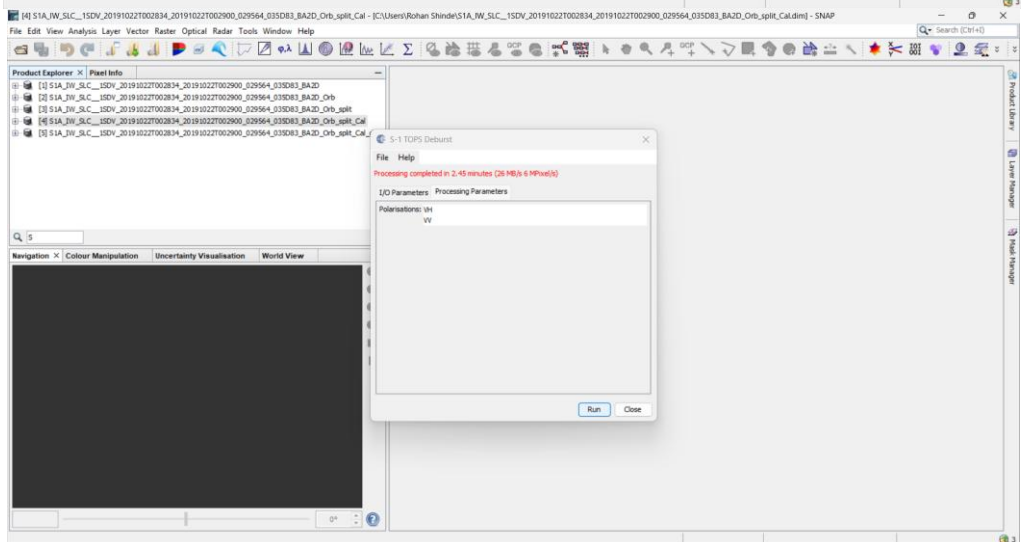 [4] S1A_IW_SLC__1SDV_20191022T002834_20191022T002900_029564_035D83_BA2D_Orb_split_Cal - [C:\Users\Rohan Shinde\S1A_IW_SLC__1SDV_20191022T002834_20191022T002900_029564_035D83_BA2D_Orb_split_Cal.dim] - SNAP
File Edit View Analysis Layer Vector Raster Optical Radar Tools Window Help
Search (Ctrl+I)
Product Explorer × Pixel Info
[1] S1A_IW_SLC__1SDV_20191022T002834_20191022T002900_029564_035D83_BA2D
[2] S1A_IW_SLC__1SDV_20191022T002834_20191022T002900_029564_035D83_BA2D_Orb
[3] S1A_IW_SLC__1SDV_20191022T002834_20191022T002900_029564_035D83_BA2D_Orb_split
[4] S1A_IW_SLC__1SDV_20191022T002834_20191022T002900_029564_035D83_BA2D_Orb_split_Cal
[5] S1A_IW_SLC__1SDV_20191022T002834_20191022T002900_029564_035D83_BA2D_Orb_split_Cal_
S-1 TOPS Deburst
File Help
Processing completed in 2.45 minutes (26 MB/s 6 MPixel/s)
I/O Parameters Processing Parameters
Polarisations: VH
VV
Run Close
5
Navigation × Colour Manipulation Uncertainty Visualisation World View
0°
Product Library
Layer Manager
Mask Manager
3